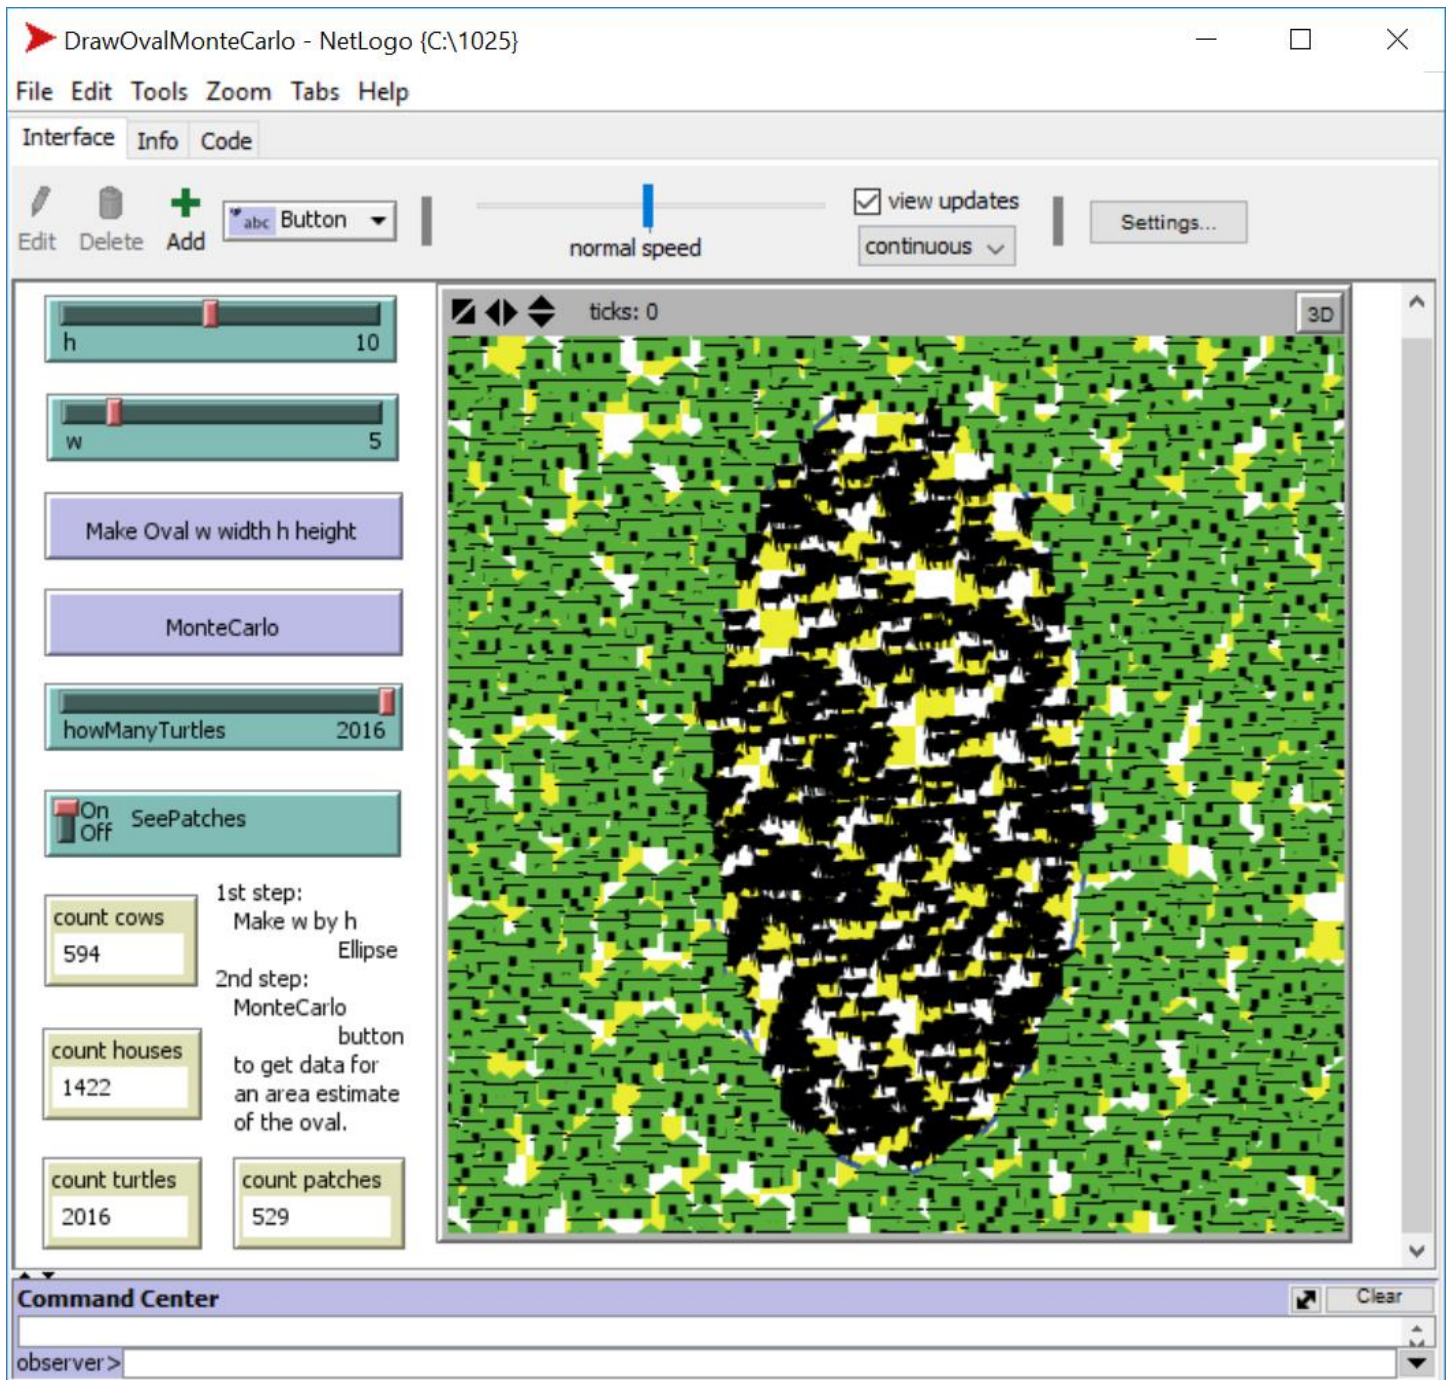 DrawOvalMonteCarlo - NetLogo {C:\1025}
File Edit Tools Zoom Tabs Help
Interface Info Code
Edit Delete Add abc Button
normal speed
view updates
continuous
Settings...
h 10
w 5
Make Oval w width h height
MonteCarlo
howManyTurtles 2016
On
Off
SeePatches
count cows
594
count houses
1422
1st step:
Make w by h
Ellipse
2nd step:
MonteCarlo
button
to get data for
an area estimate
of the oval.
count turtles
2016
count patches
529
ticks: 0
3D
Command Center
Clear
observer>